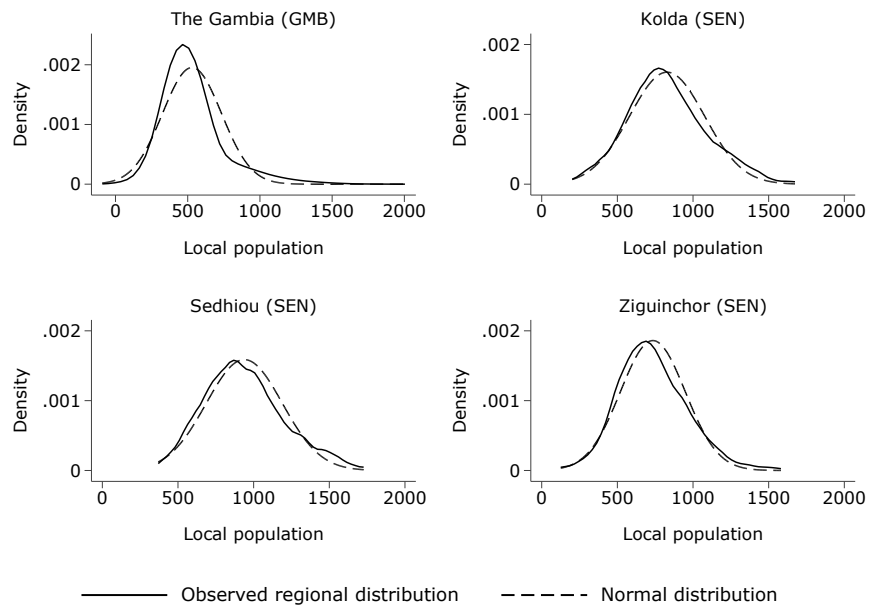 The Gambia (GMB)
Kolda (SEN)
.002
.001
0
Density
0 500 1000 1500 2000
Local population
.002
.001
0
Density
0 500 1000 1500 2000
Local population
Sedhiou (SEN)
Ziguinchor (SEN)
.002
.001
0
Density
0 500 1000 1500 2000
Local population
.002
.001
0
Density
0 500 1000 1500 2000
Local population
Observed regional distribution
Normal distribution